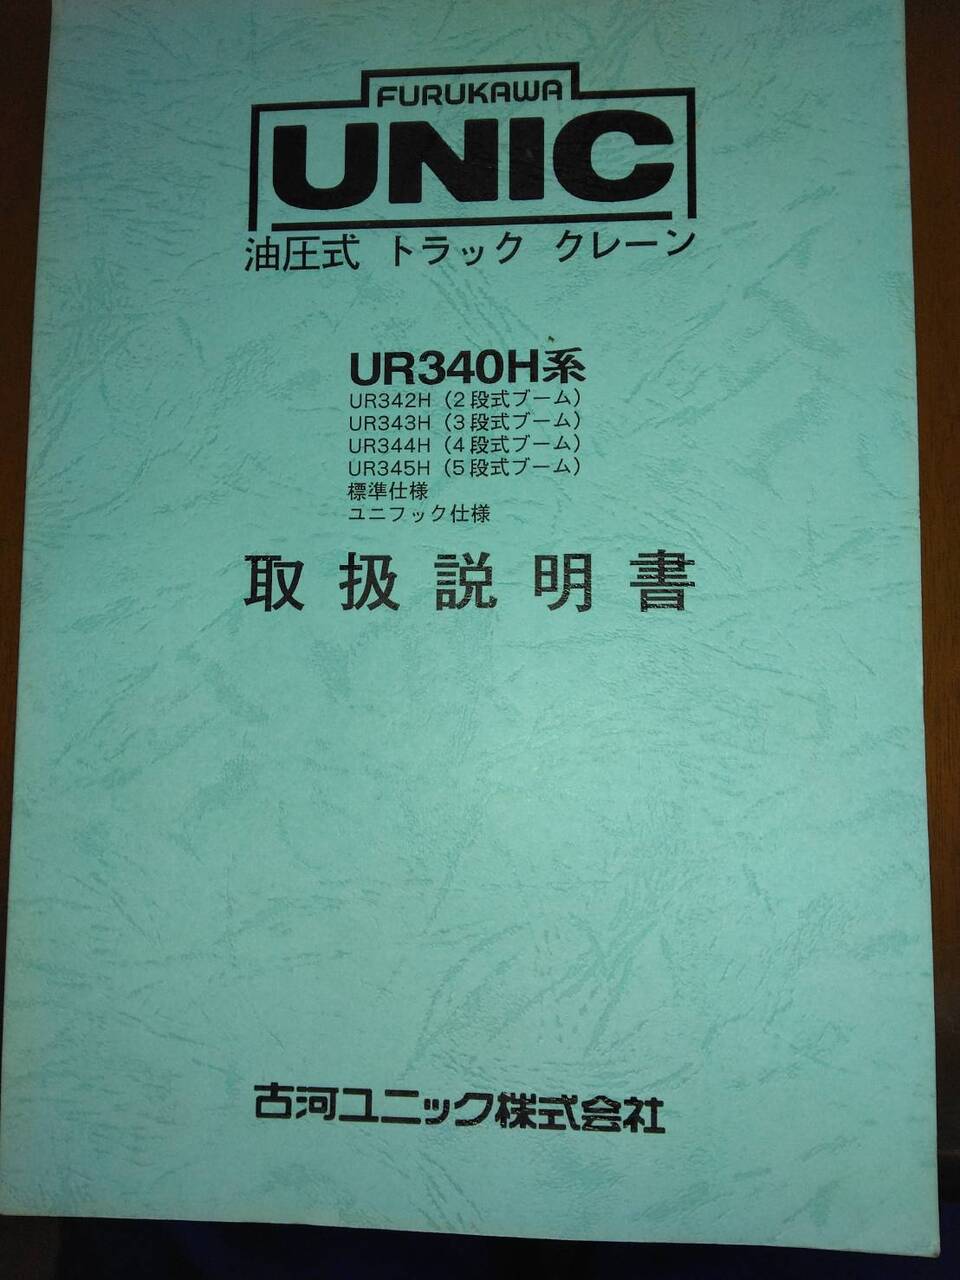 FURUKAWA
UNIC
油圧式 トラック クレーン
UR340H系
UR342H（2段式ブーム）
UR343H（3段式ブーム）
UR344H（4段式ブーム）
UR345H（5段式ブーム）
標準仕様
ユニフック仕様
取扱説明書
古河ユニック株式会社